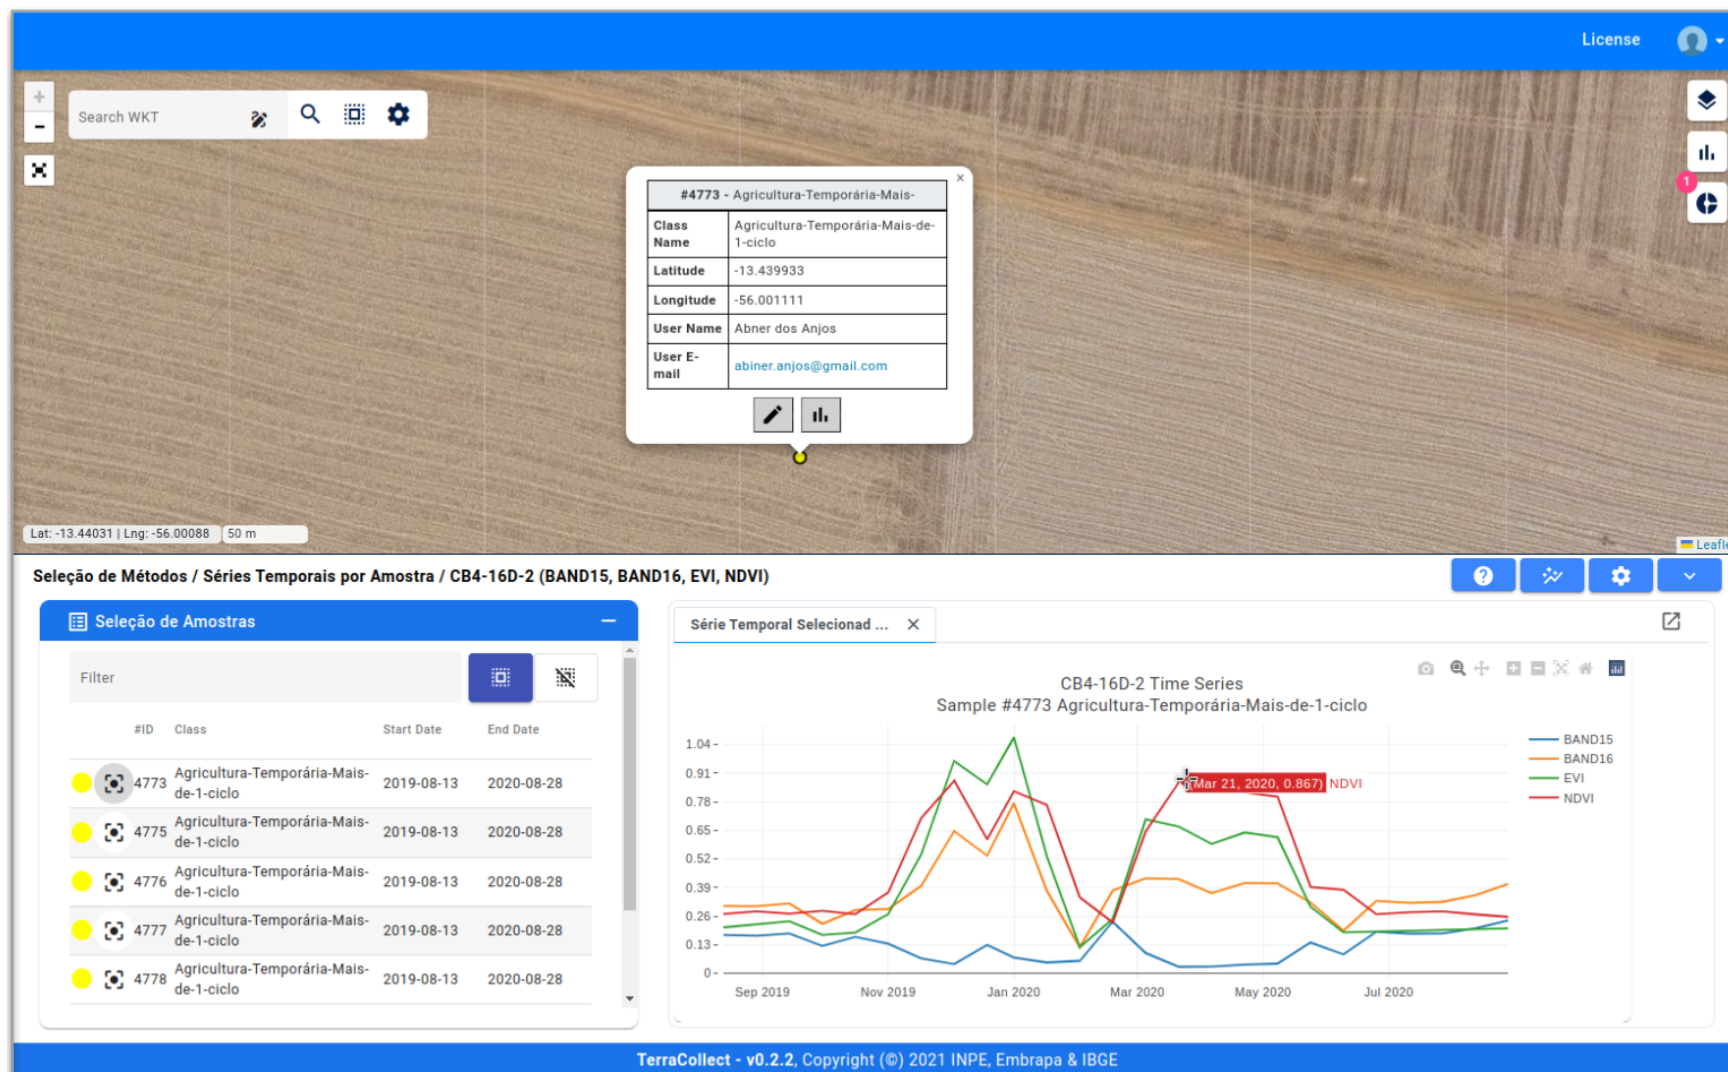 License
+
-
Search WKT
#4773 - Agricultura-Temporária-Mais-
×
Class Name
Agricultura-Temporária-Mais-de-
1-ciclo
Latitude
-13.439933
Longitude
-56.001111
User Name
Abner dos Anjos
User E-
mail
abiner.anjos@gmail.com
1
Lat: -13.44031 | Lng: -56.00088
50 m
Leafle
Seleção de Métodos / Séries Temporais por Amostra / CB4-16D-2 (BAND15, BAND16, EVI, NDVI)
Seleção de Amostras
Filter
#ID Class Start Date End Date
4773 Agricultura-Temporária-Mais-
de-1-ciclo 2019-08-13 2020-08-28
4775 Agricultura-Temporária-Mais-
de-1-ciclo 2019-08-13 2020-08-28
4776 Agricultura-Temporária-Mais-
de-1-ciclo 2019-08-13 2020-08-28
4777 Agricultura-Temporária-Mais-
de-1-ciclo 2019-08-13 2020-08-28
4778 Agricultura-Temporária-Mais-
de-1-ciclo 2019-08-13 2020-08-28
Série Temporal Selecionad ...
CB4-16D-2 Time Series
Sample #4773 Agricultura-Temporária-Mais-de-1-ciclo
1.04
0.91
0.78
0.65
0.52
0.39
0.26
0.13
0
(Mar 21, 2020, 0.867) NDVI
BAND15
BAND16
EVI
NDVI
Sep 2019 Nov 2019 Jan 2020 Mar 2020 May 2020 Jul 2020
TerraCollect - v0.2.2, Copyright (©) 2021 INPE, Embrapa & IBGE